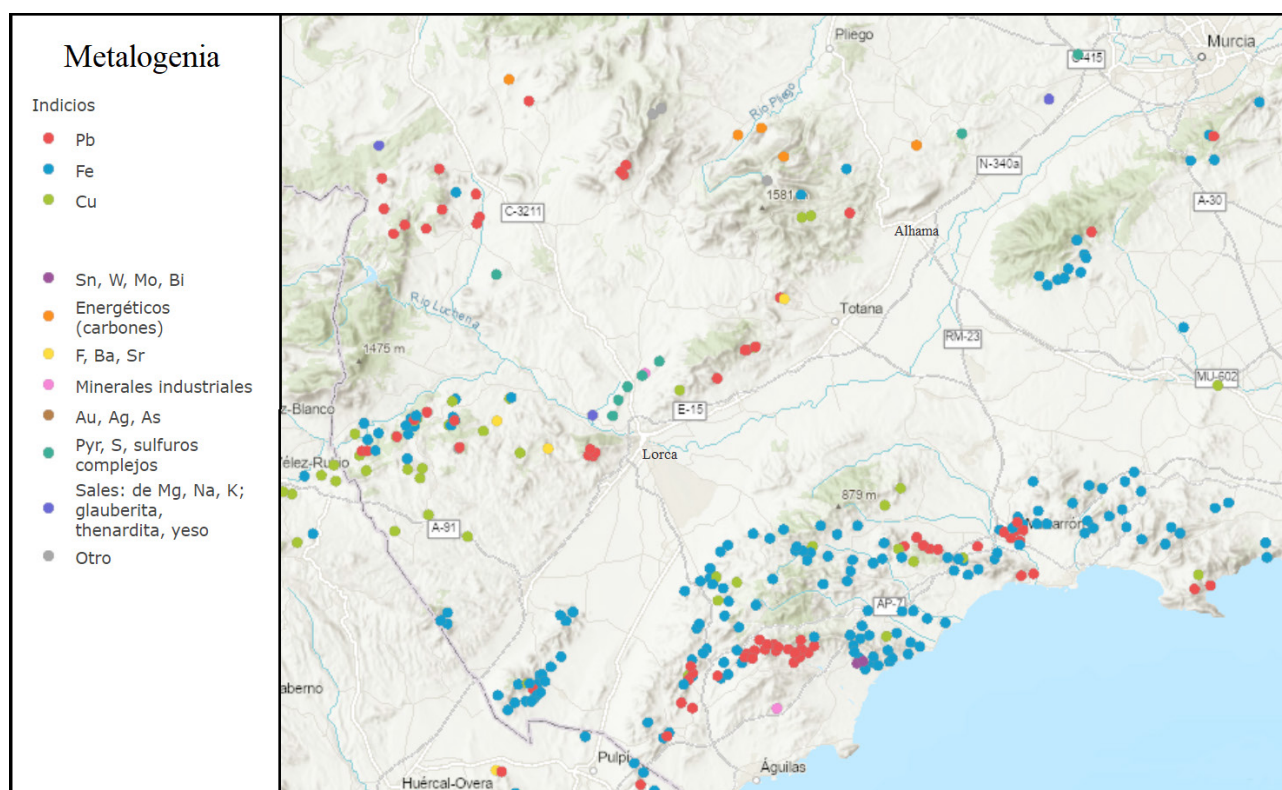 Metalogenia
Indicios
Pb
Fe
Cu
Sn, W, Mo, Bi
Energéticos
(carbones)
F, Ba, Sr
Minerales industriales
Au, Ag, As
Pyr, S, sulfuros
complejos
Sales: de Mg, Na, K;
glauberita,
thenardita, yeso
Otro
Pliego
Murcia
Río Pliego
N-340a
A-30
C-3211
1581
Alhama
Río Luchena
Totana
RM-23
1475 m
MU-602
z-Blanco
E-15
Lorca
Vélez-Rubio
879 m
A-91
AP-7
aberno
Pulpí
Águilas
Huércal-Overa